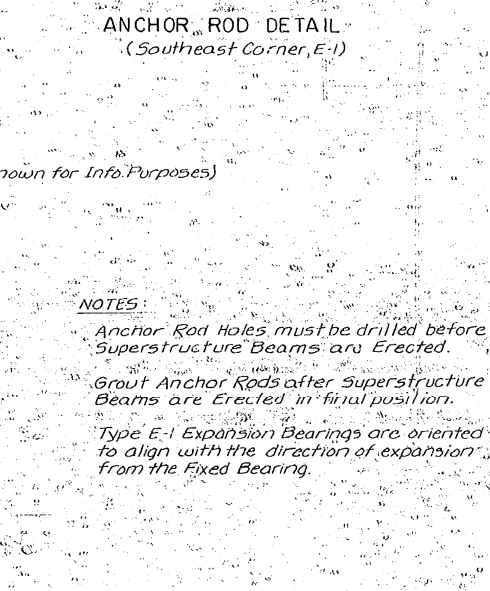 ANCHOR ROD DETAIL
(Southeast Corner, E-1)
for Info. Purposes)
NOTES:
Anchor Rod Holes must be drilled before
Superstructure Beams are Erected.
Grout Anchor Rods after Superstructure
Beams are Erected in final position.
Type E-1 Expansion Bearings are oriented
to align with the direction of expansion
from the Fixed Bearing.